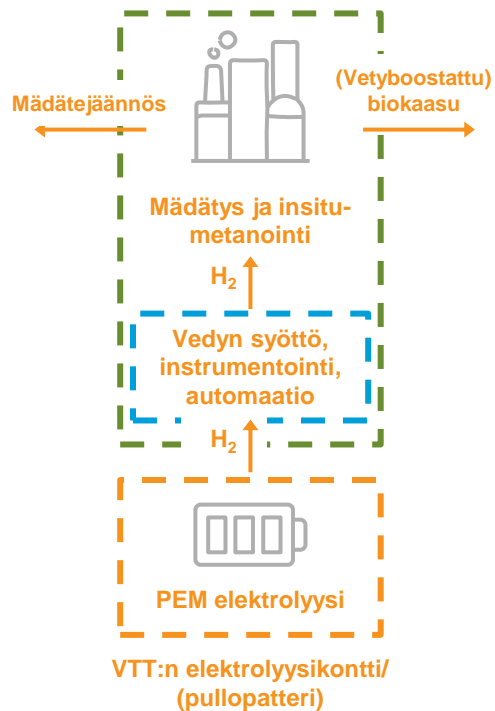 Mädätejäännös
(Vetyboostattu)
biokaasu
Mädätys ja insitu-
metanointi
H₂
Vedyn syöttö,
instrumentointi,
automaatio
H₂
PEM elektrolyysi
VTT:n elektrolyysikontti/
(pullopatteri)